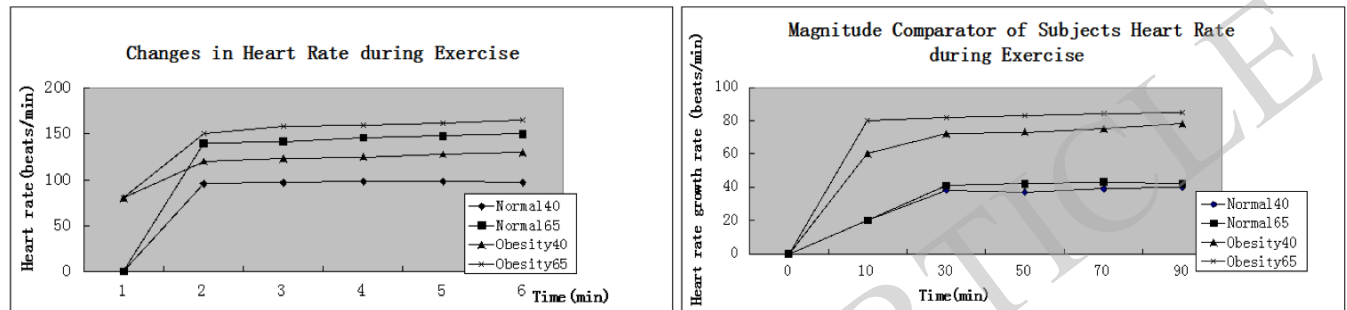 Changes in Heart Rate during Exercise
Heart rate(beats/min)
200
150
100
50
0
1 2 3 4 5 6
Time(min)
Normal40
Normal65
Obesity40
Obesity65
Magnitude Comparator of Subjects Heart Rate
during Exercise
Heart rate growth rate (beats/min)
100
80
60
40
20
0
0 10 30 50 70 90
Time(min)
Normal40
Normal65
Obesity40
Obesity65
RTICLE